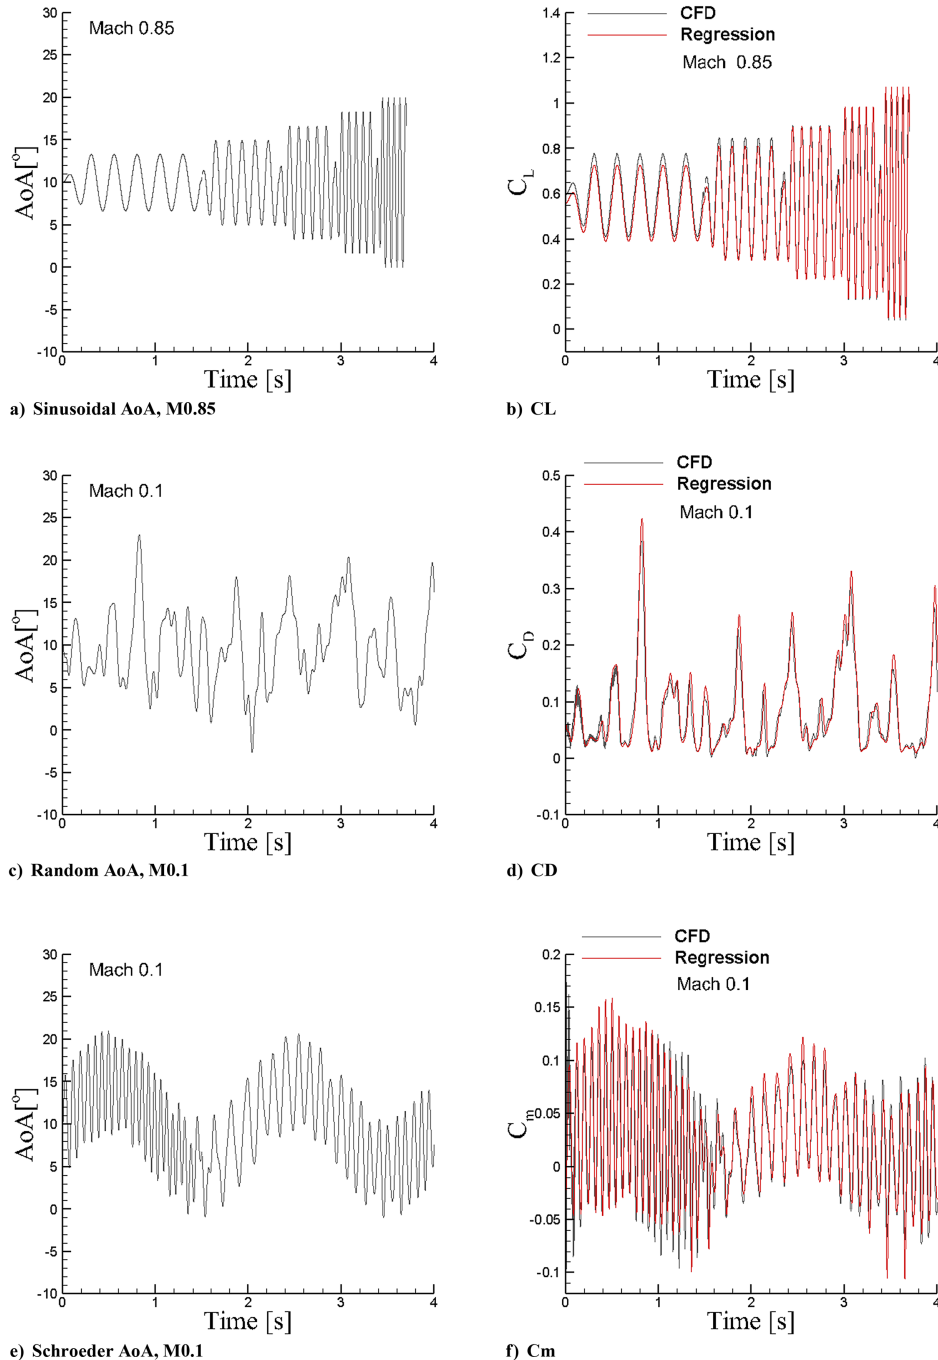 30
25
20
15
10
5
0
-5
-10
AoA[°]
Mach 0.85
0
1
2
3
4
Time [s]
a) Sinusoidal AoA, M0.85
1.4
1.2
1
0.8
0.6
0.4
0.2
0
C_L
CFD
Regression
Mach 0.85
0
1
2
3
4
Time [s]
b) CL
30
25
20
15
10
5
0
-5
-10
AoA[°]
Mach 0.1
0
1
2
3
4
Time [s]
c) Random AoA, M0.1
0.5
0.4
0.3
0.2
0.1
0
-0.1
C_D
CFD
Regression
Mach 0.1
0
1
2
3
4
Time [s]
d) CD
30
25
20
15
10
5
0
-5
-10
AoA[°]
Mach 0.1
0
1
2
3
4
Time [s]
e) Schroeder AoA, M0.1
0.2
0.15
0.1
0.05
0
-0.05
-0.1
C_m
CFD
Regression
Mach 0.1
0
1
2
3
4
Time [s]
f) Cm